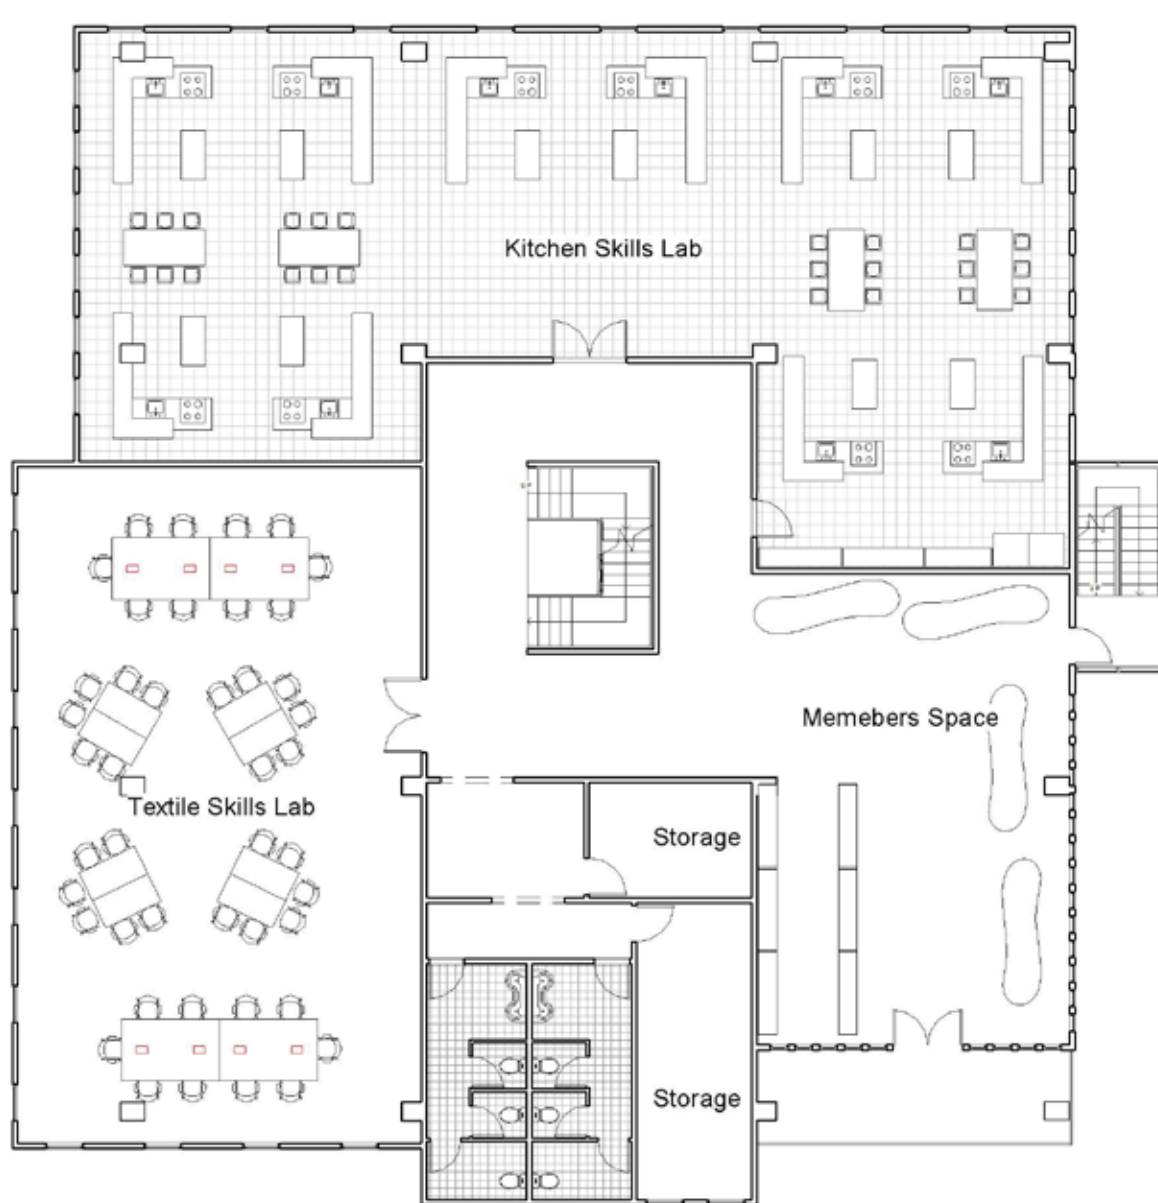 Kitchen Skills Lab
Memebers Space
Textile Skills Lab
Storage
Storage